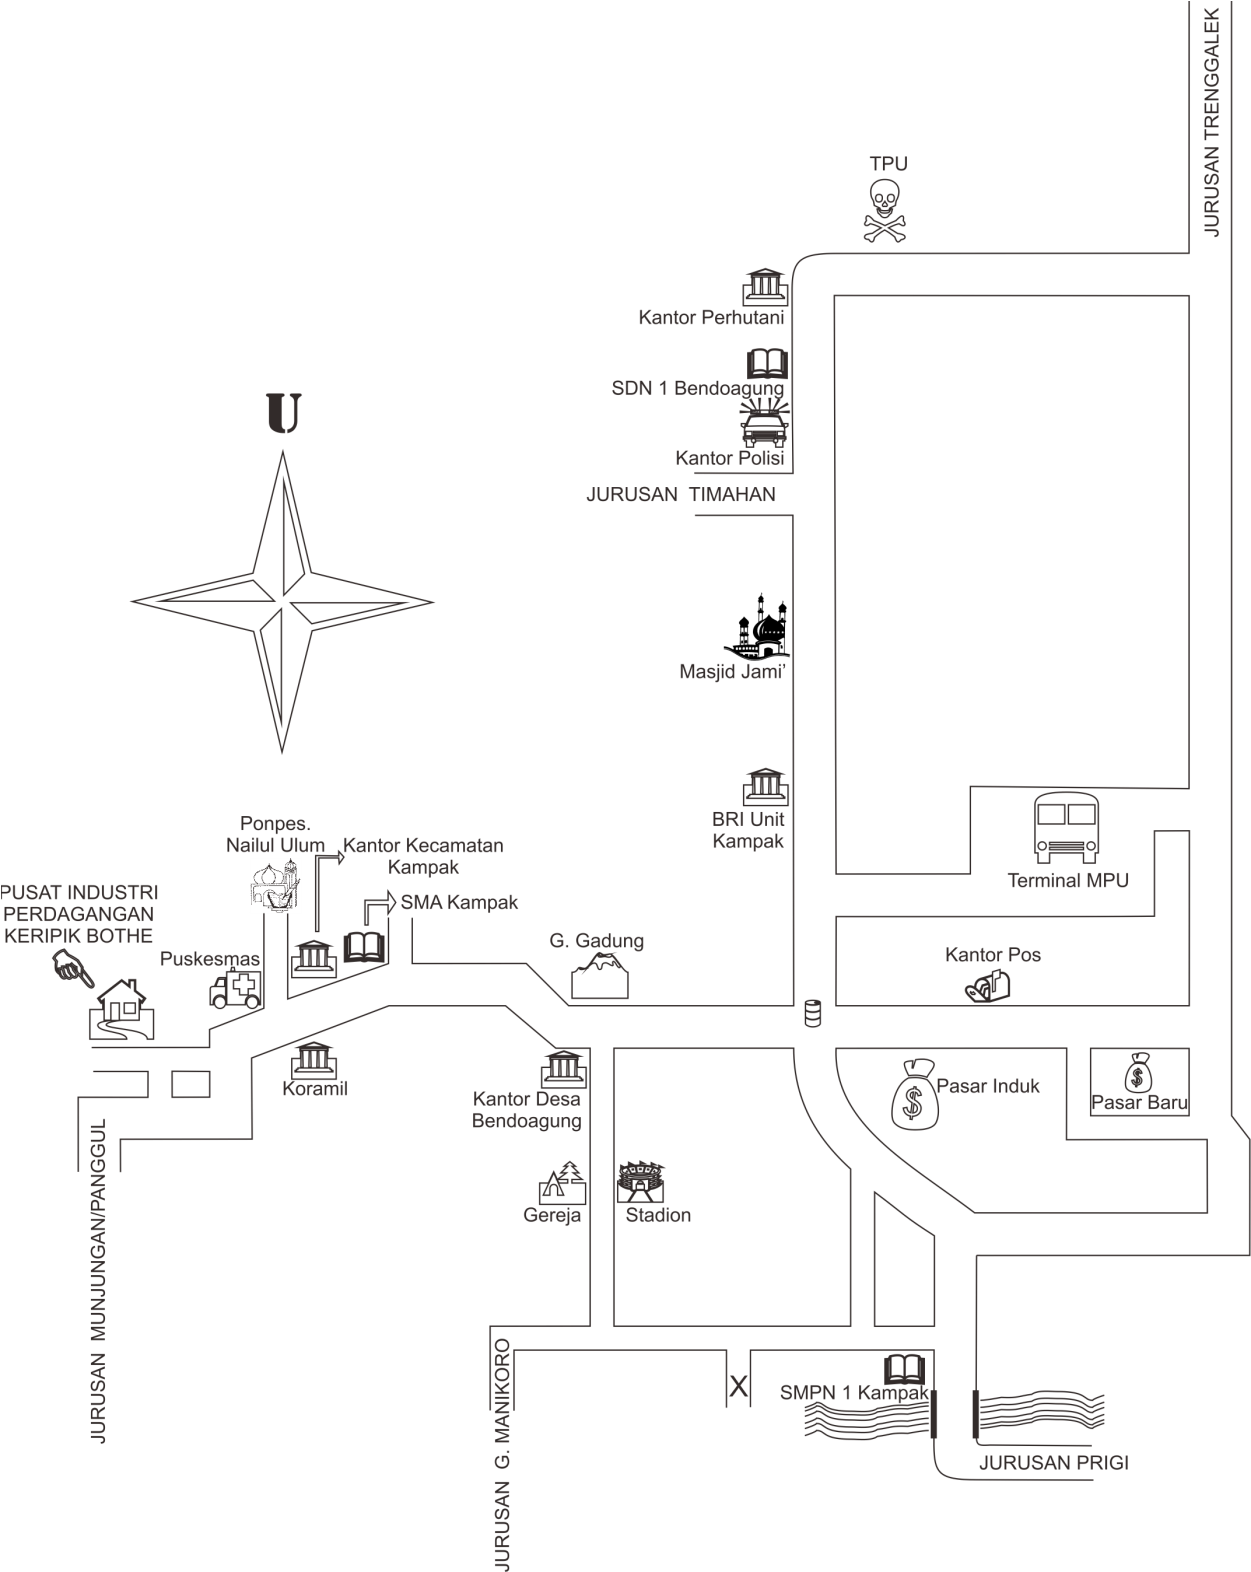 JURUSAN TRENGGALEK
TPU
Kantor Perhutani
SDN 1 Bendoagung
U
Kantor Polisi
JURUSAN TIMAHAN
Masjid Jami'
BRI Unit
Kampak
Ponpes.
Nailul Ulum
Kantor Kecamatan
Kampak
Terminal MPU
PUSAT INDUSTRI
PERDAGANGAN
KERIPIK BOTHE
SMA Kampak
Puskesmas
G. Gadung
Kantor Pos
Koramil
Kantor Desa
Bendoagung
$
Pasar Induk
$
Pasar Baru
Gereja
Stadion
JURUSAN MUNJUNGAN/PANGGUL
JURUSAN G. MANIKORO
X
SMPN 1 Kampak
JURUSAN PRIGI